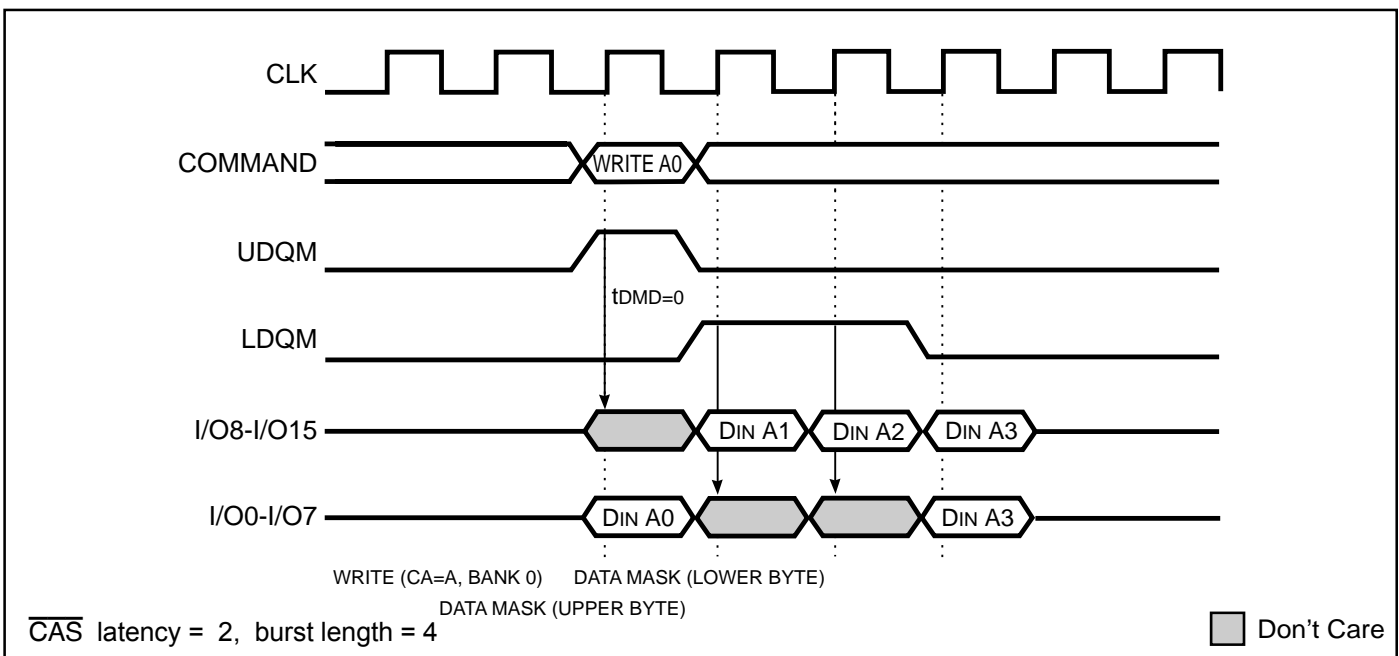 CLK
COMMAND
WRITE A0
UDQM
tDMD=0
LDQM
I/O8-I/O15
DIN A1
DIN A2
DIN A3
I/O0-I/O7
DIN A0
DIN A3
WRITE (CA=A, BANK 0)
DATA MASK (LOWER BYTE)
DATA MASK (UPPER BYTE)
CAS latency = 2, burst length = 4
Don't Care